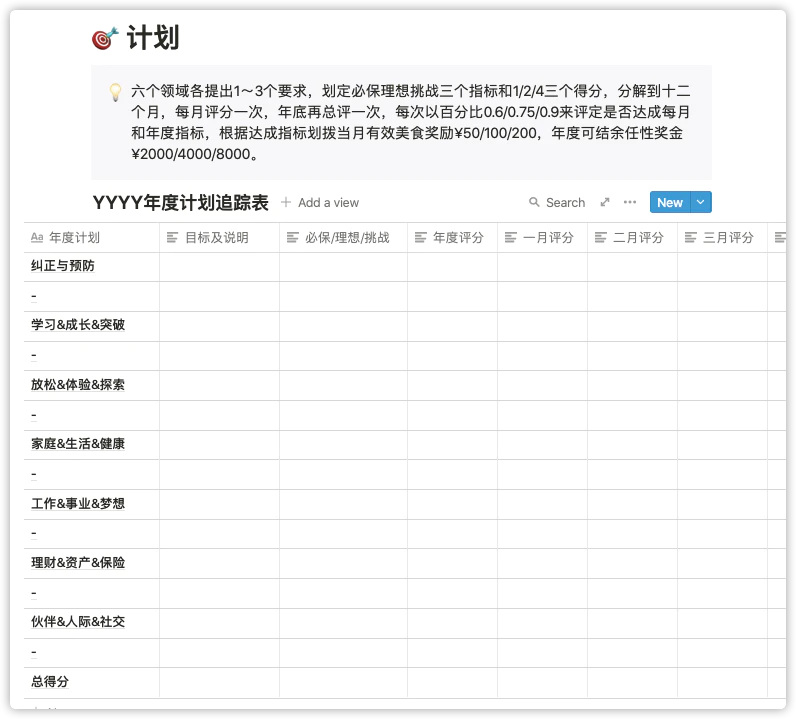 计划
六个领域各提出1～3个要求，划定必保理想挑战三个指标和1/2/4三个得分，分解到十二
个月，每月评分一次，年底再总评一次，每次以百分比0.6/0.75/0.9来评定是否达成每月
和年度指标，根据达成指标划拨当月有效美食奖励¥50/100/200，年度可结余任性奖金
¥2000/4000/8000。
YYYY年度计划追踪表 + Add a view Search ••• New
Aa 年度计划 目标及说明 必保/理想/挑战 年度评分 一月评分 二月评分 三月评分
纠正与预防
-
学习&成长&突破
-
放松&体验&探索
-
家庭&生活&健康
-
工作&事业&梦想
-
理财&资产&保险
-
伙伴&人际&社交
-
总得分